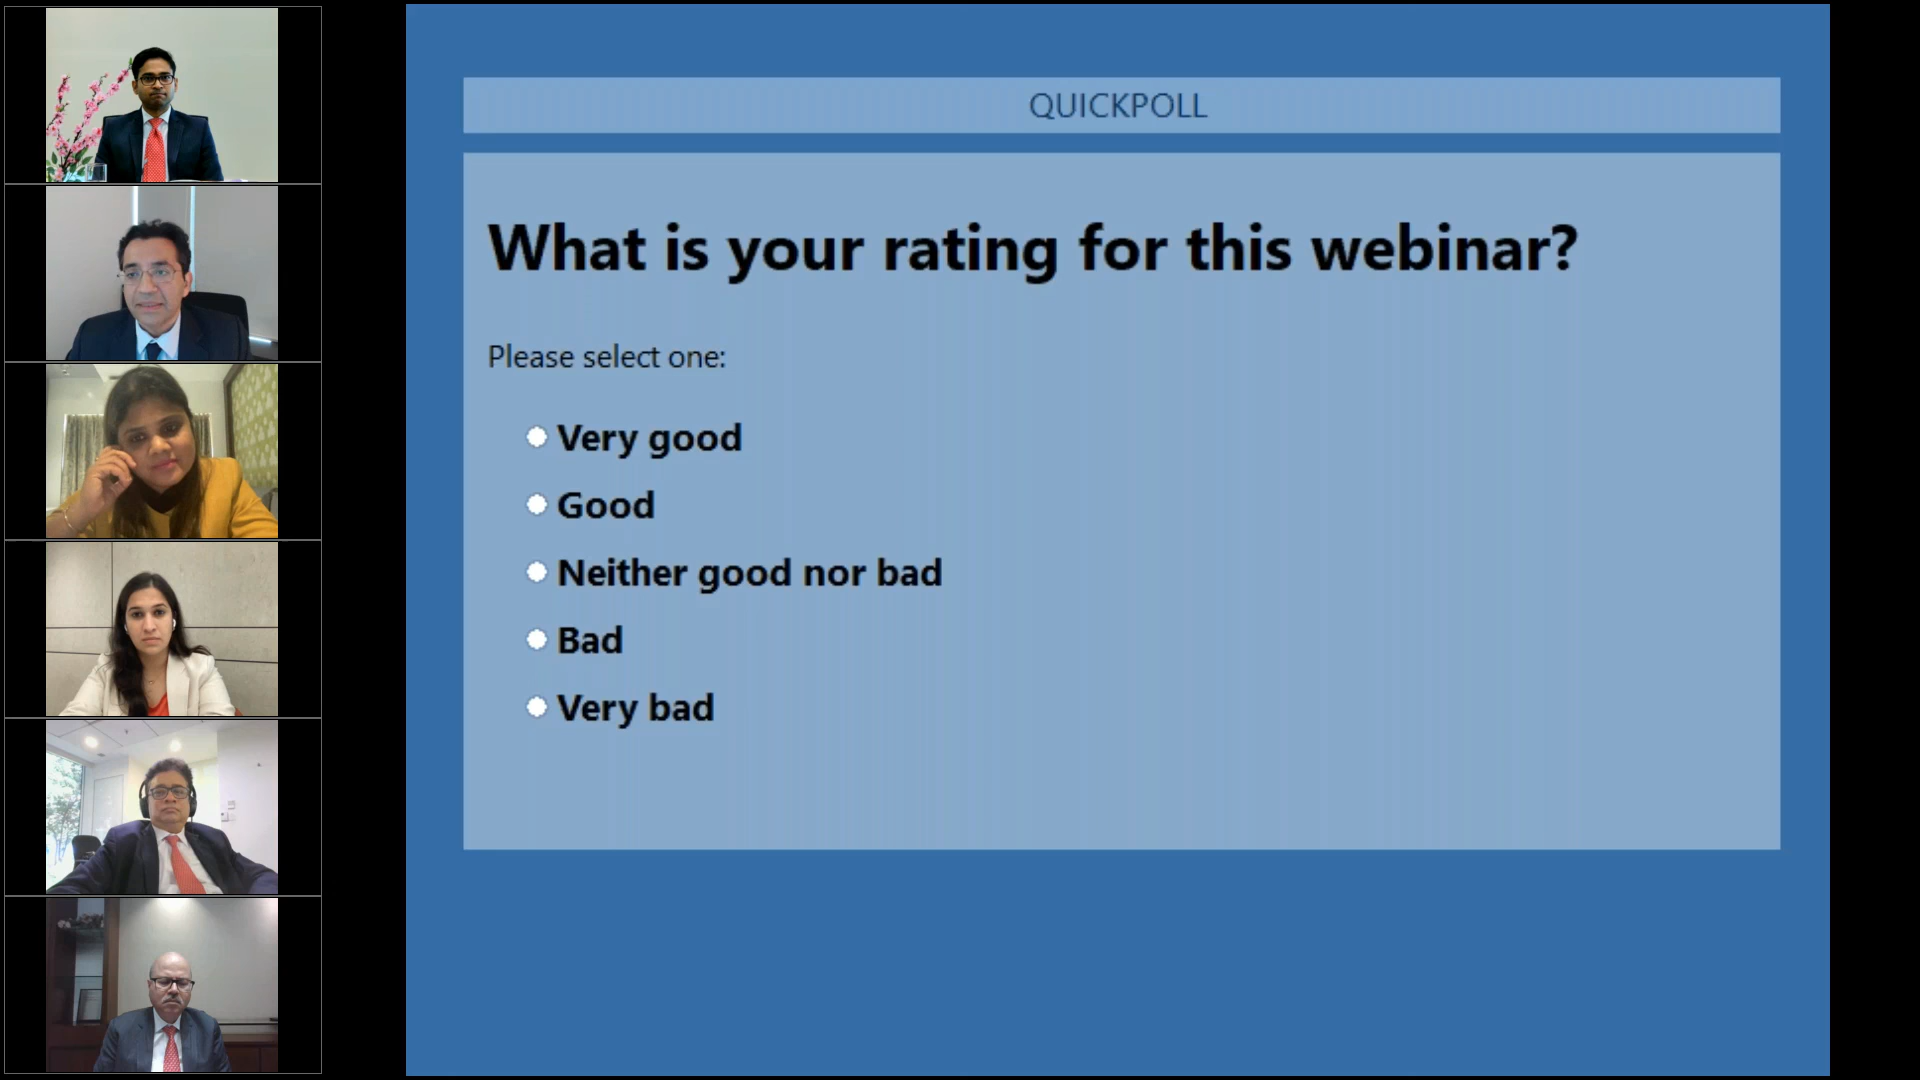 QUICKPOLL
What is your rating for this webinar?
Please select one:
Very good
Good
Neither good nor bad
Bad
Very bad